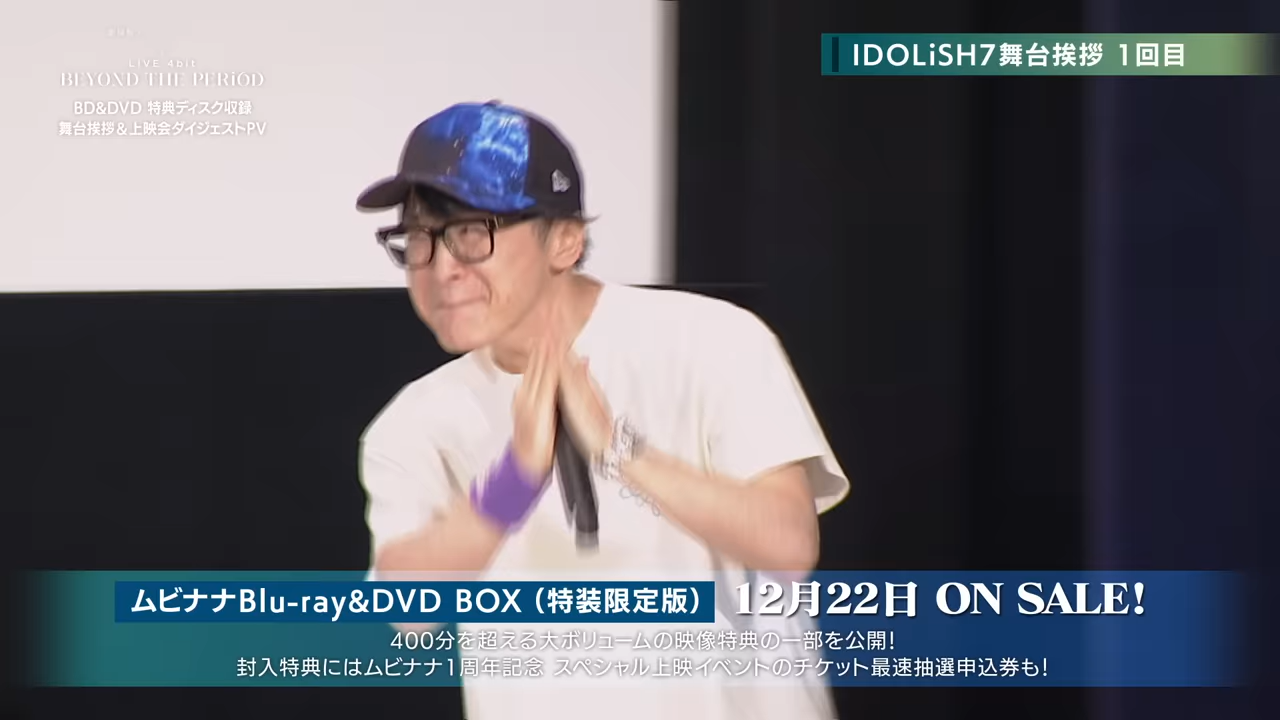 LIVE 4bit
BEYOND THE PERiOD
BD&DVD 特典ディスク収録
舞台挨拶&上映会ダイジェストPV
IDOLiSH7舞台挨拶 1回目
ムビナナBlu-ray&DVD BOX（特装限定版）
12月22日 ON SALE!
400分を超える大ボリュームの映像特典の一部を公開!
封入特典にはムビナナ1周年記念 スペシャル上映イベントのチケット最速抽選申込券も!